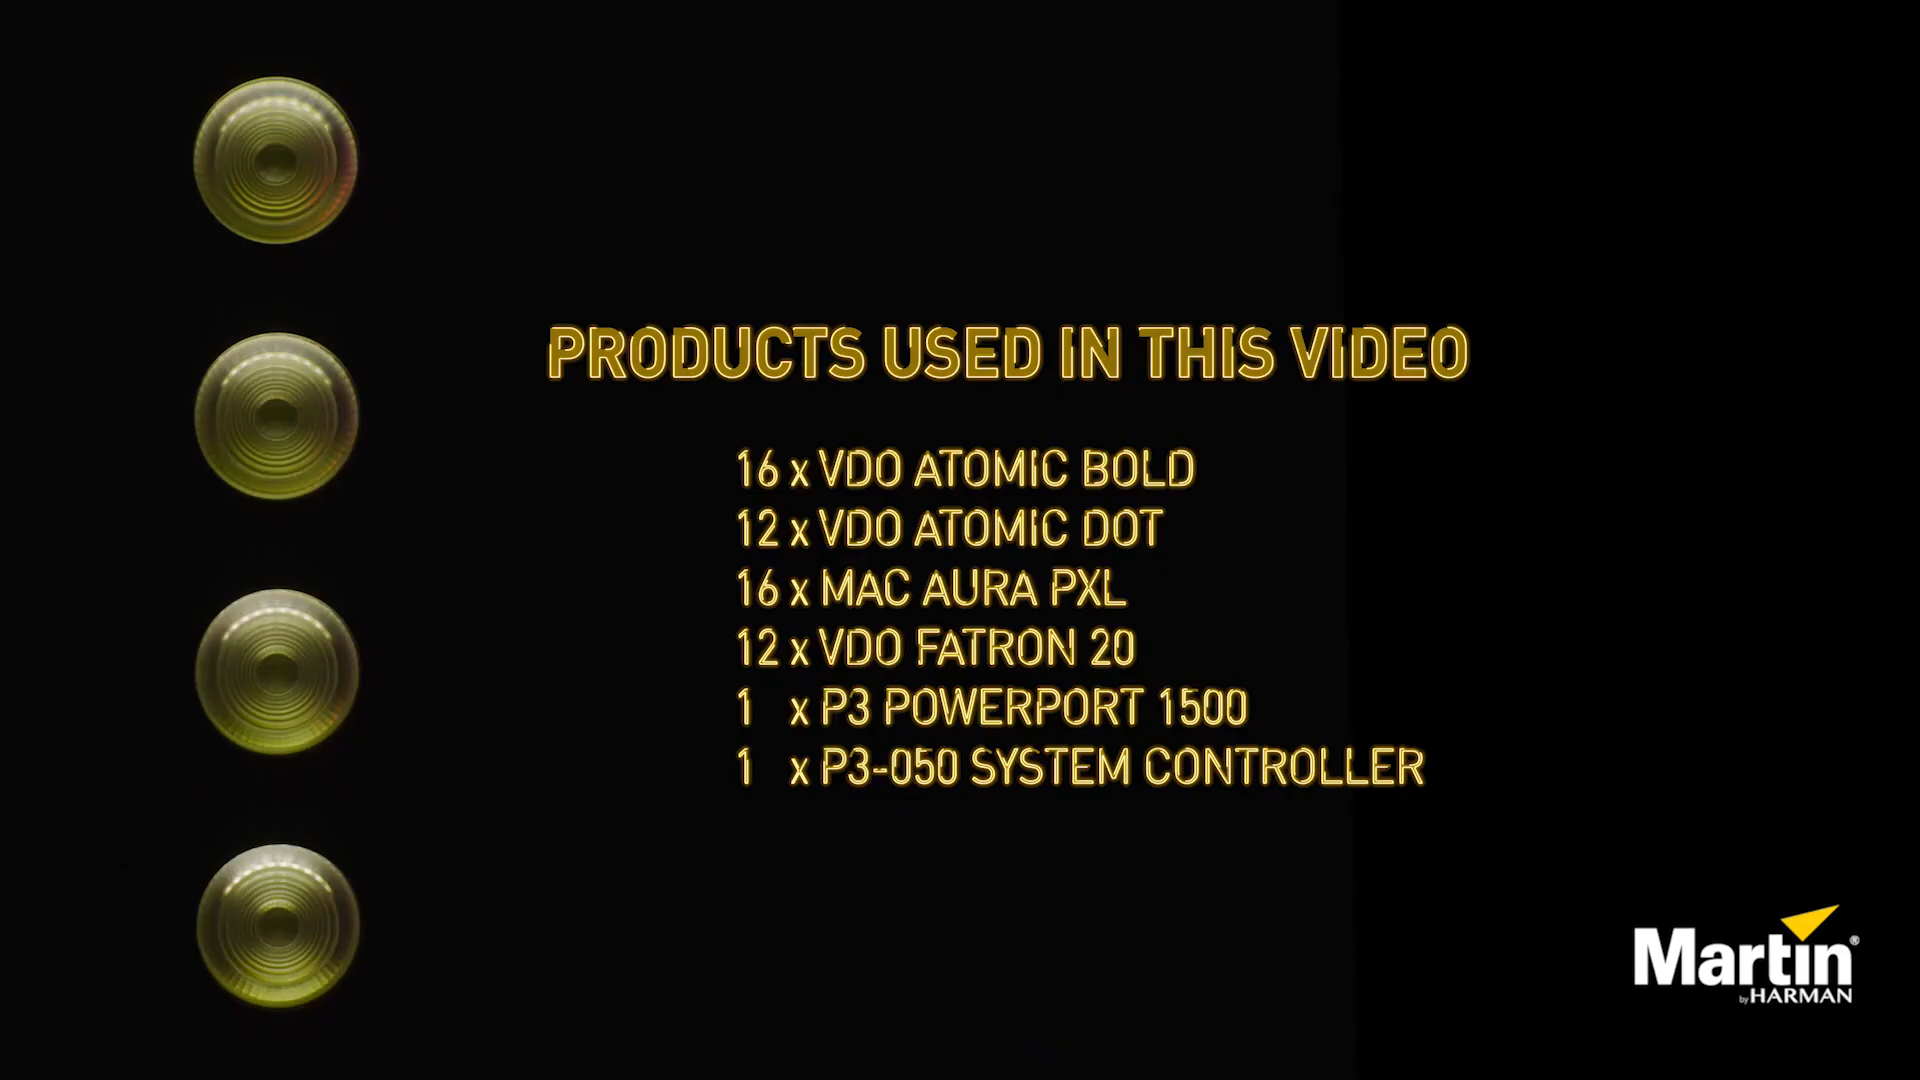 PRODUCTS USED IN THIS VIDEO
16 x VDO ATOMIC BOLD
12 x VDO ATOMIC DOT
16 x MAC AURA PXL
12 x VDO FATRON 20
1 x P3 POWERPORT 1500
1 x P3-050 SYSTEM CONTROLLER
Martin®
by HARMAN